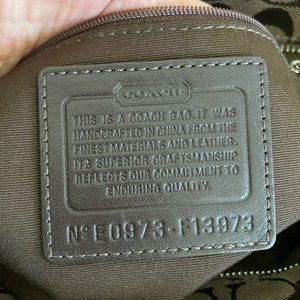 COACH
THIS IS A COACH BAG. IT WAS
HANDCRAFTED IN CHINA FROM THE
FINEST MATERIALS AND LEATHER.
ITS SUPERIOR CRAFTSMANSHIP
REFLECTS OUR COMMITMENT TO
ENDURING QUALITY.
Nº E0973-F13973